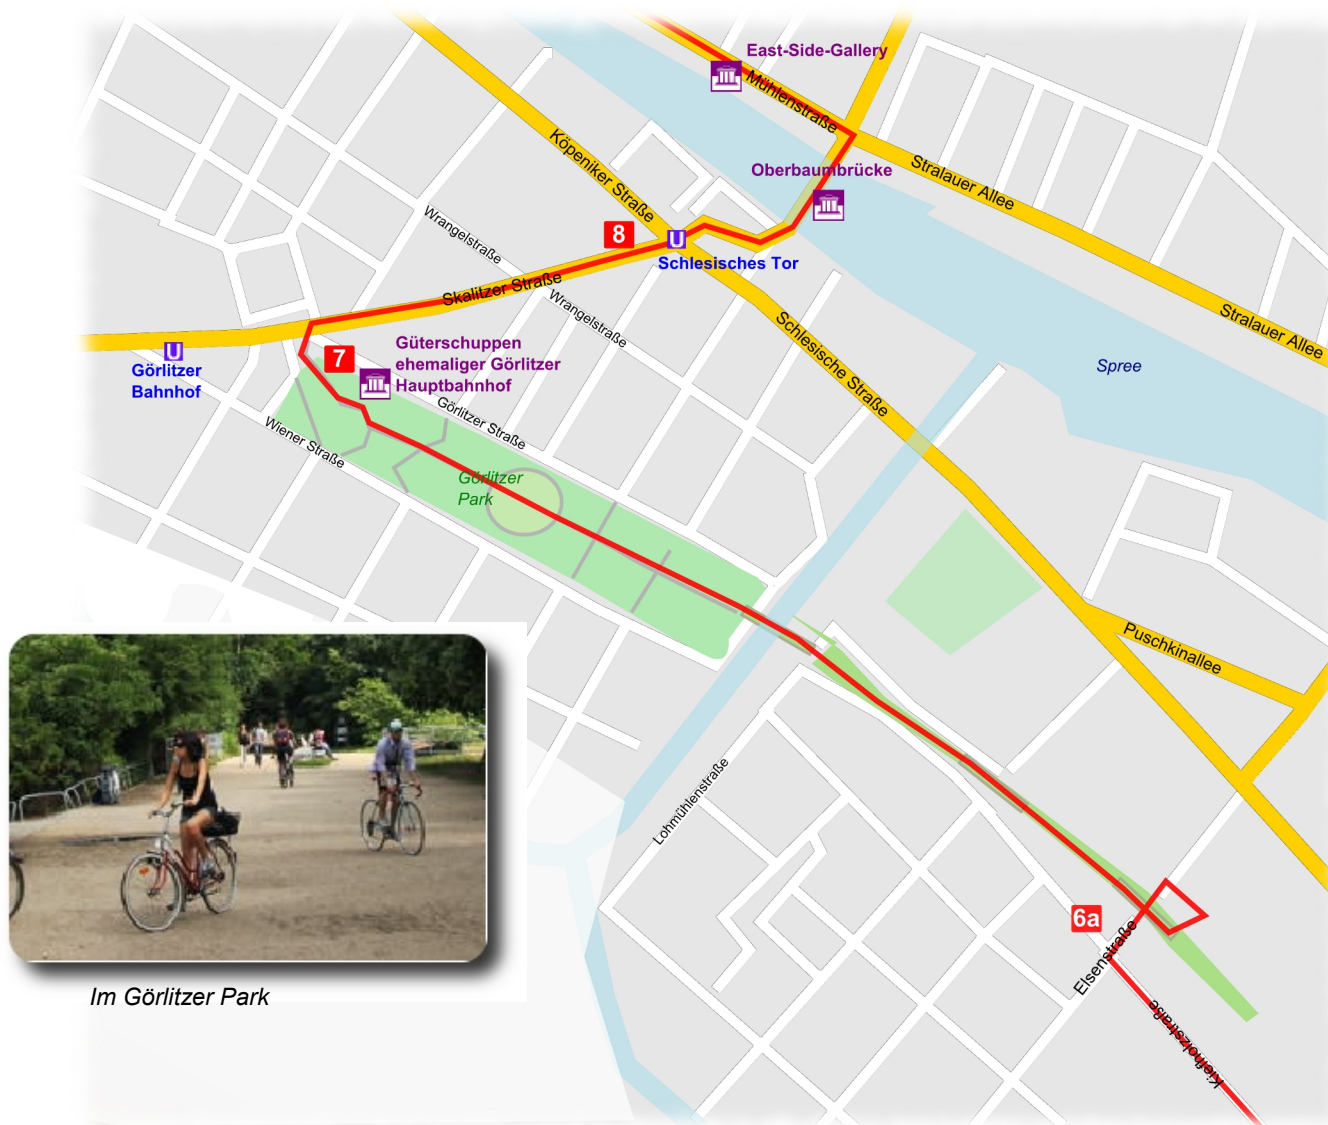 East-Side-Gallery
Mühlenstraße
Köpeniker Straße
Oberbaumbrücke
Stralauer Allee
Wrangelstraße
8
U
Schlesisches Tor
Skalitzer Straße
Wrangelstraße
Schlesische Straße
Stralauer Allee
Spree
U
Görlitzer
Bahnhof
7
Güterschuppen
ehemaliger Görlitzer
Hauptbahnhof
Görlitzer Straße
Wiener Straße
Görlitzer
Park
Puschkinallee
Lohmühlenstraße
6a
Elsenstraße
Kiefholzstraße
Im Görlitzer Park